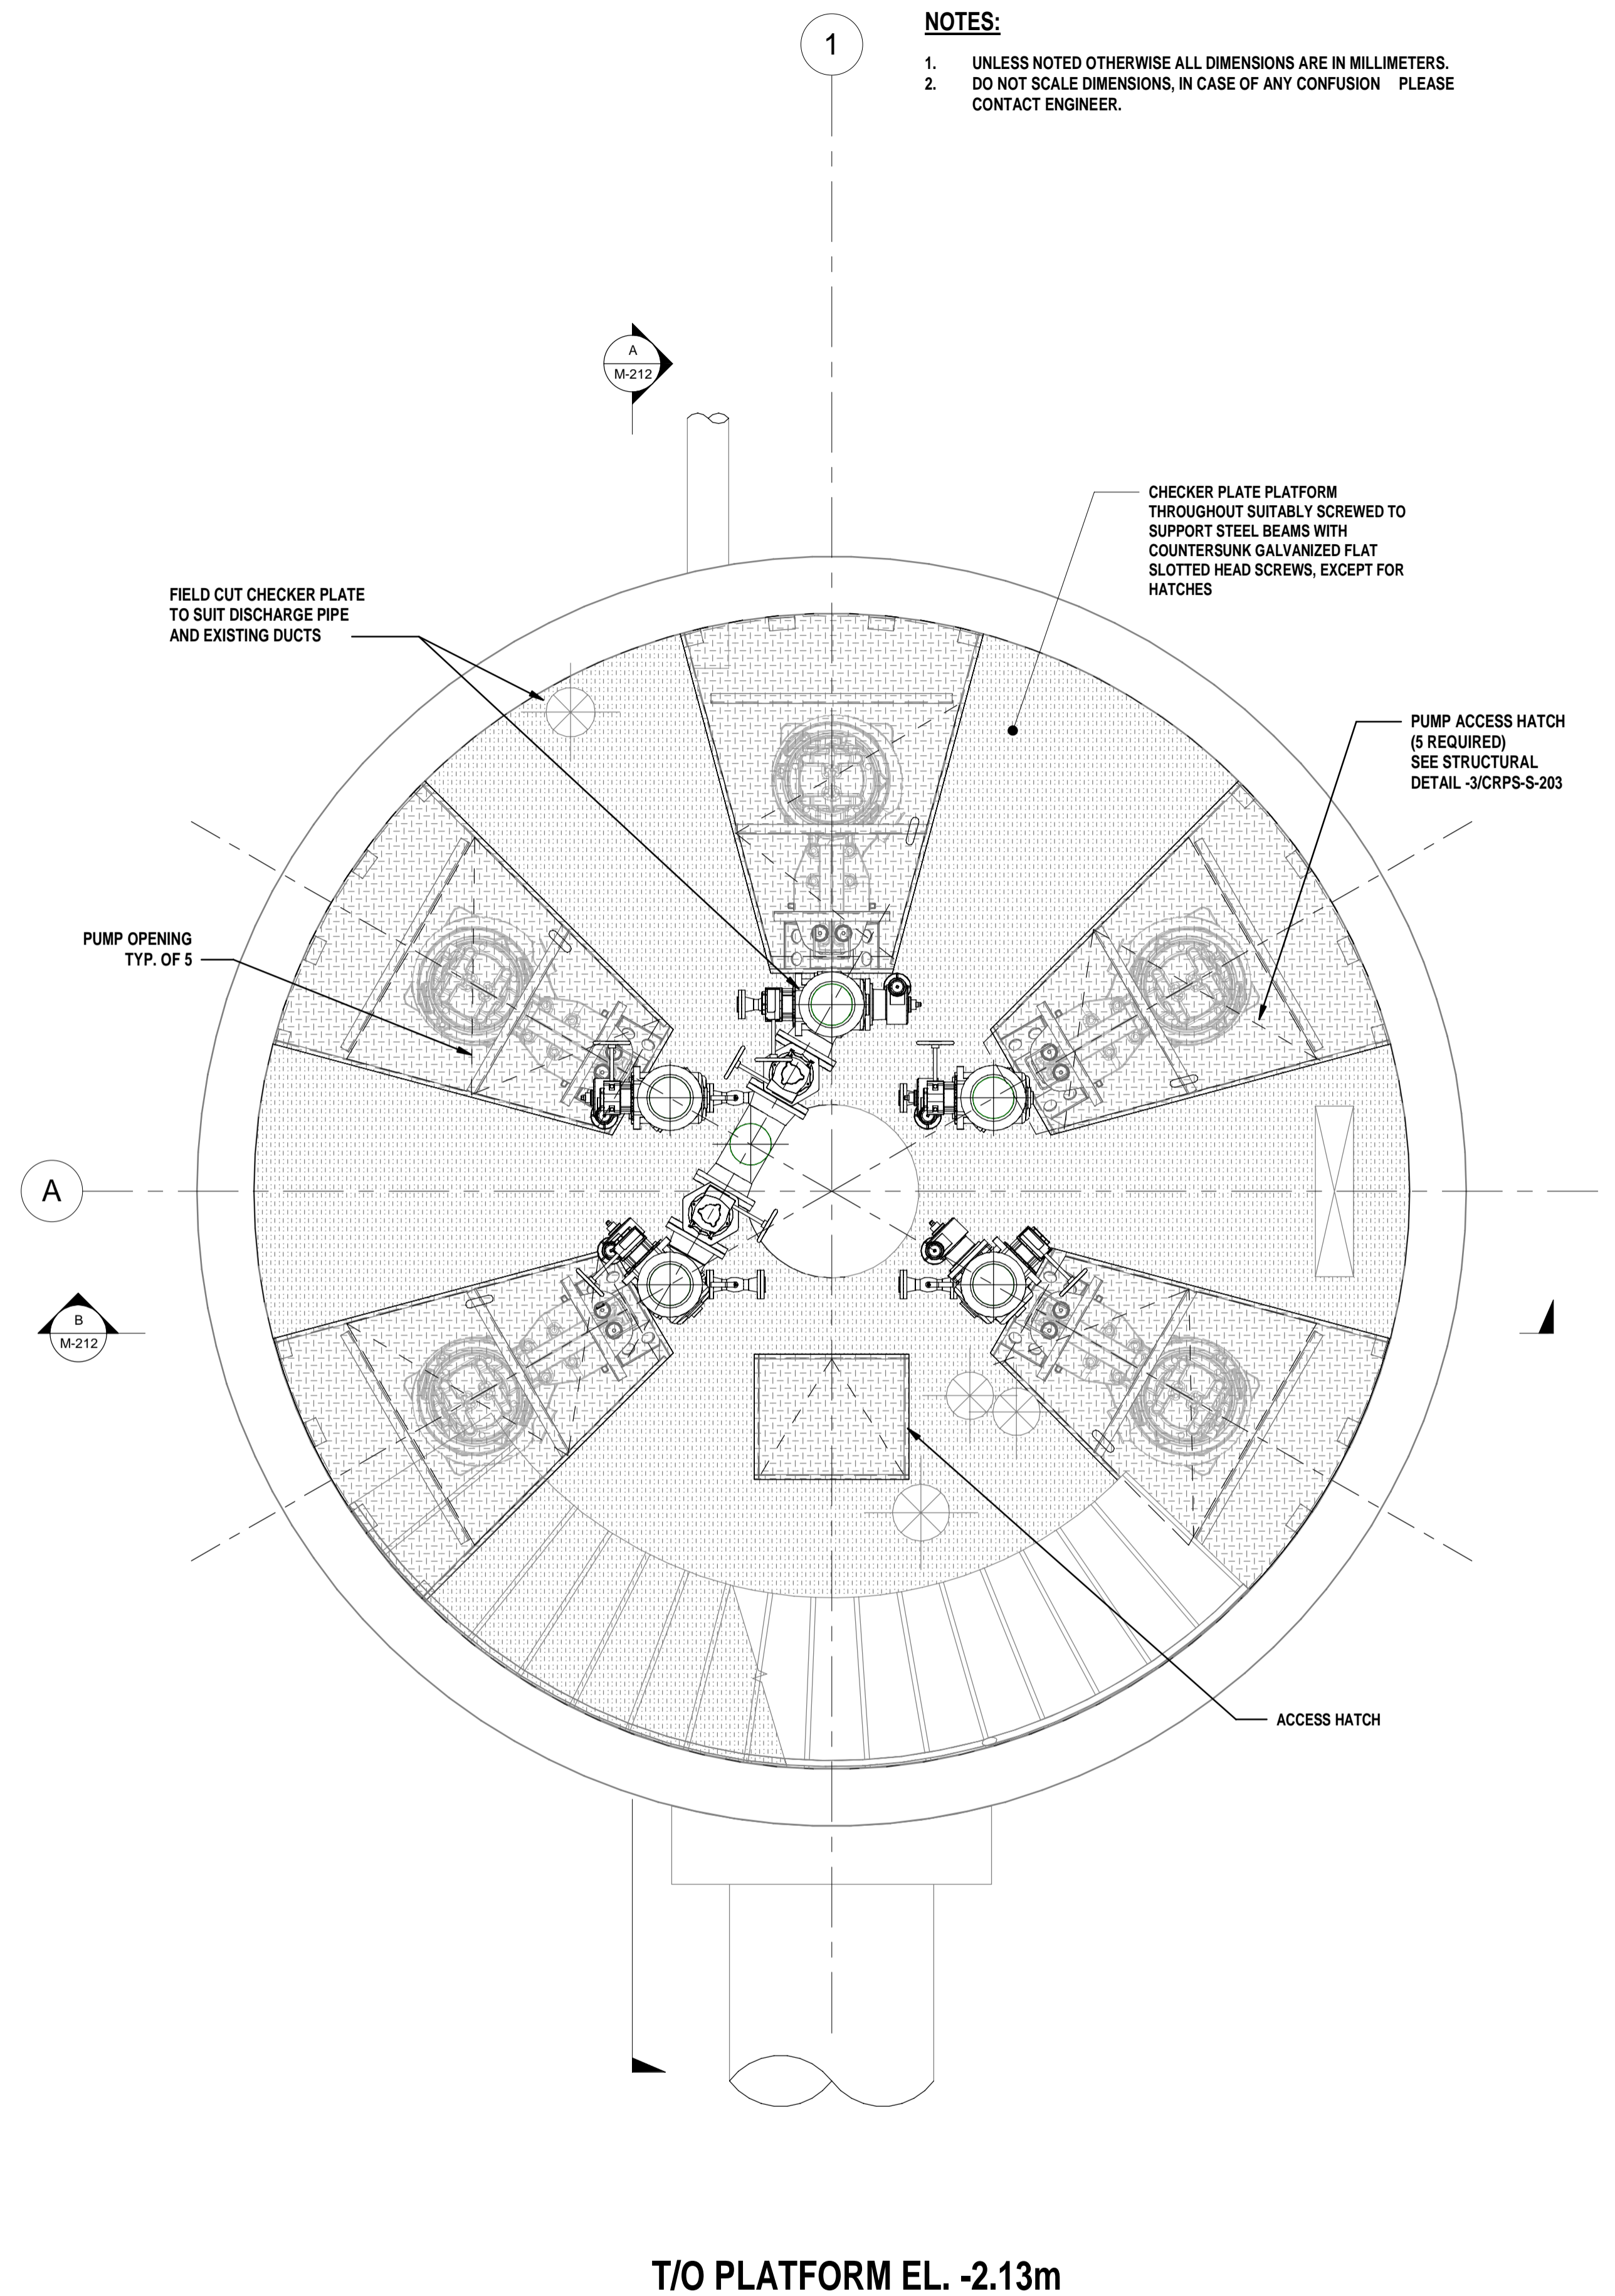 1
NOTES:
1. UNLESS NOTED OTHERWISE ALL DIMENSIONS ARE IN MILLIMETERS.
2. DO NOT SCALE DIMENSIONS, IN CASE OF ANY CONFUSION PLEASE
CONTACT ENGINEER.
A
M-212
CHECKER PLATE PLATFORM
THROUGHOUT SUITABLY SCREWED TO
SUPPORT STEEL BEAMS WITH
COUNTERSUNK GALVANIZED FLAT
SLOTTED HEAD SCREWS, EXCEPT FOR
HATCHES
FIELD CUT CHECKER PLATE
TO SUIT DISCHARGE PIPE
AND EXISTING DUCTS
PUMP ACCESS HATCH
(5 REQUIRED)
SEE STRUCTURAL
DETAIL -3/CRPS-S-203
PUMP OPENING
TYP. OF 5
A
B
M-212
ACCESS HATCH
T/O PLATFORM EL. -2.13m